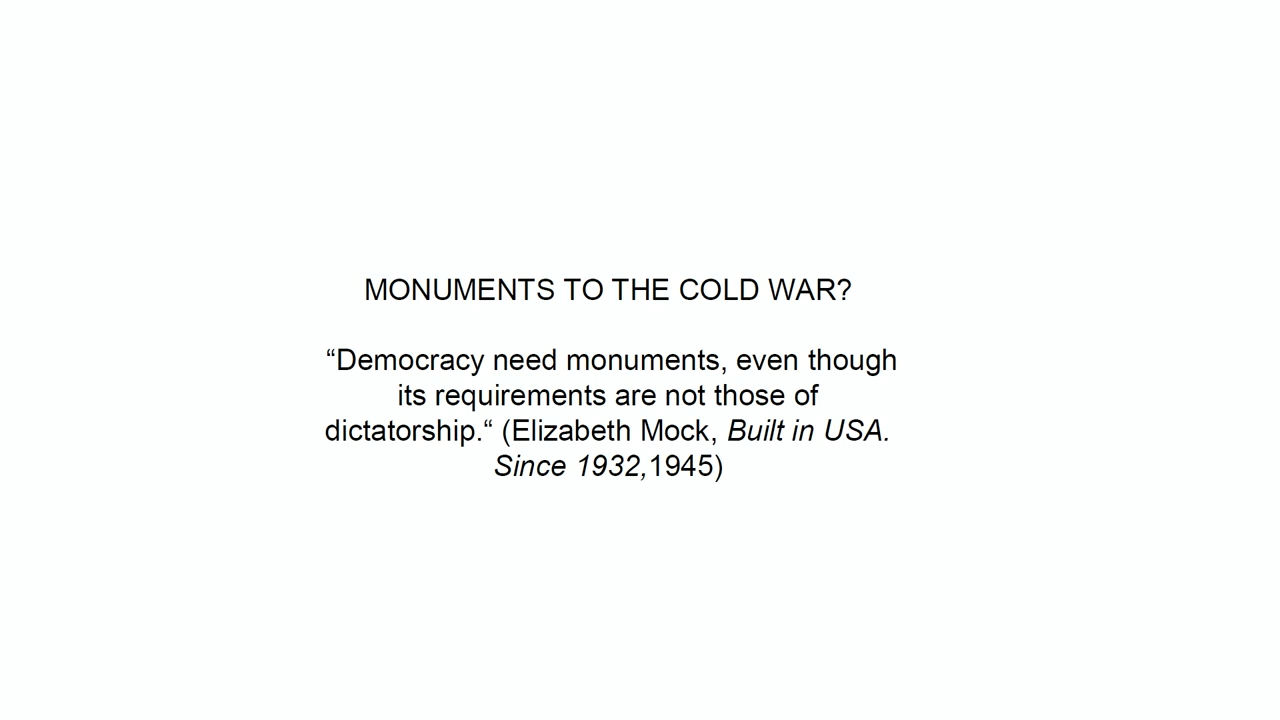 MONUMENTS TO THE COLD WAR?
“Democracy need monuments, even though
its requirements are not those of
dictatorship.“ (Elizabeth Mock, Built in USA.
Since 1932,1945)